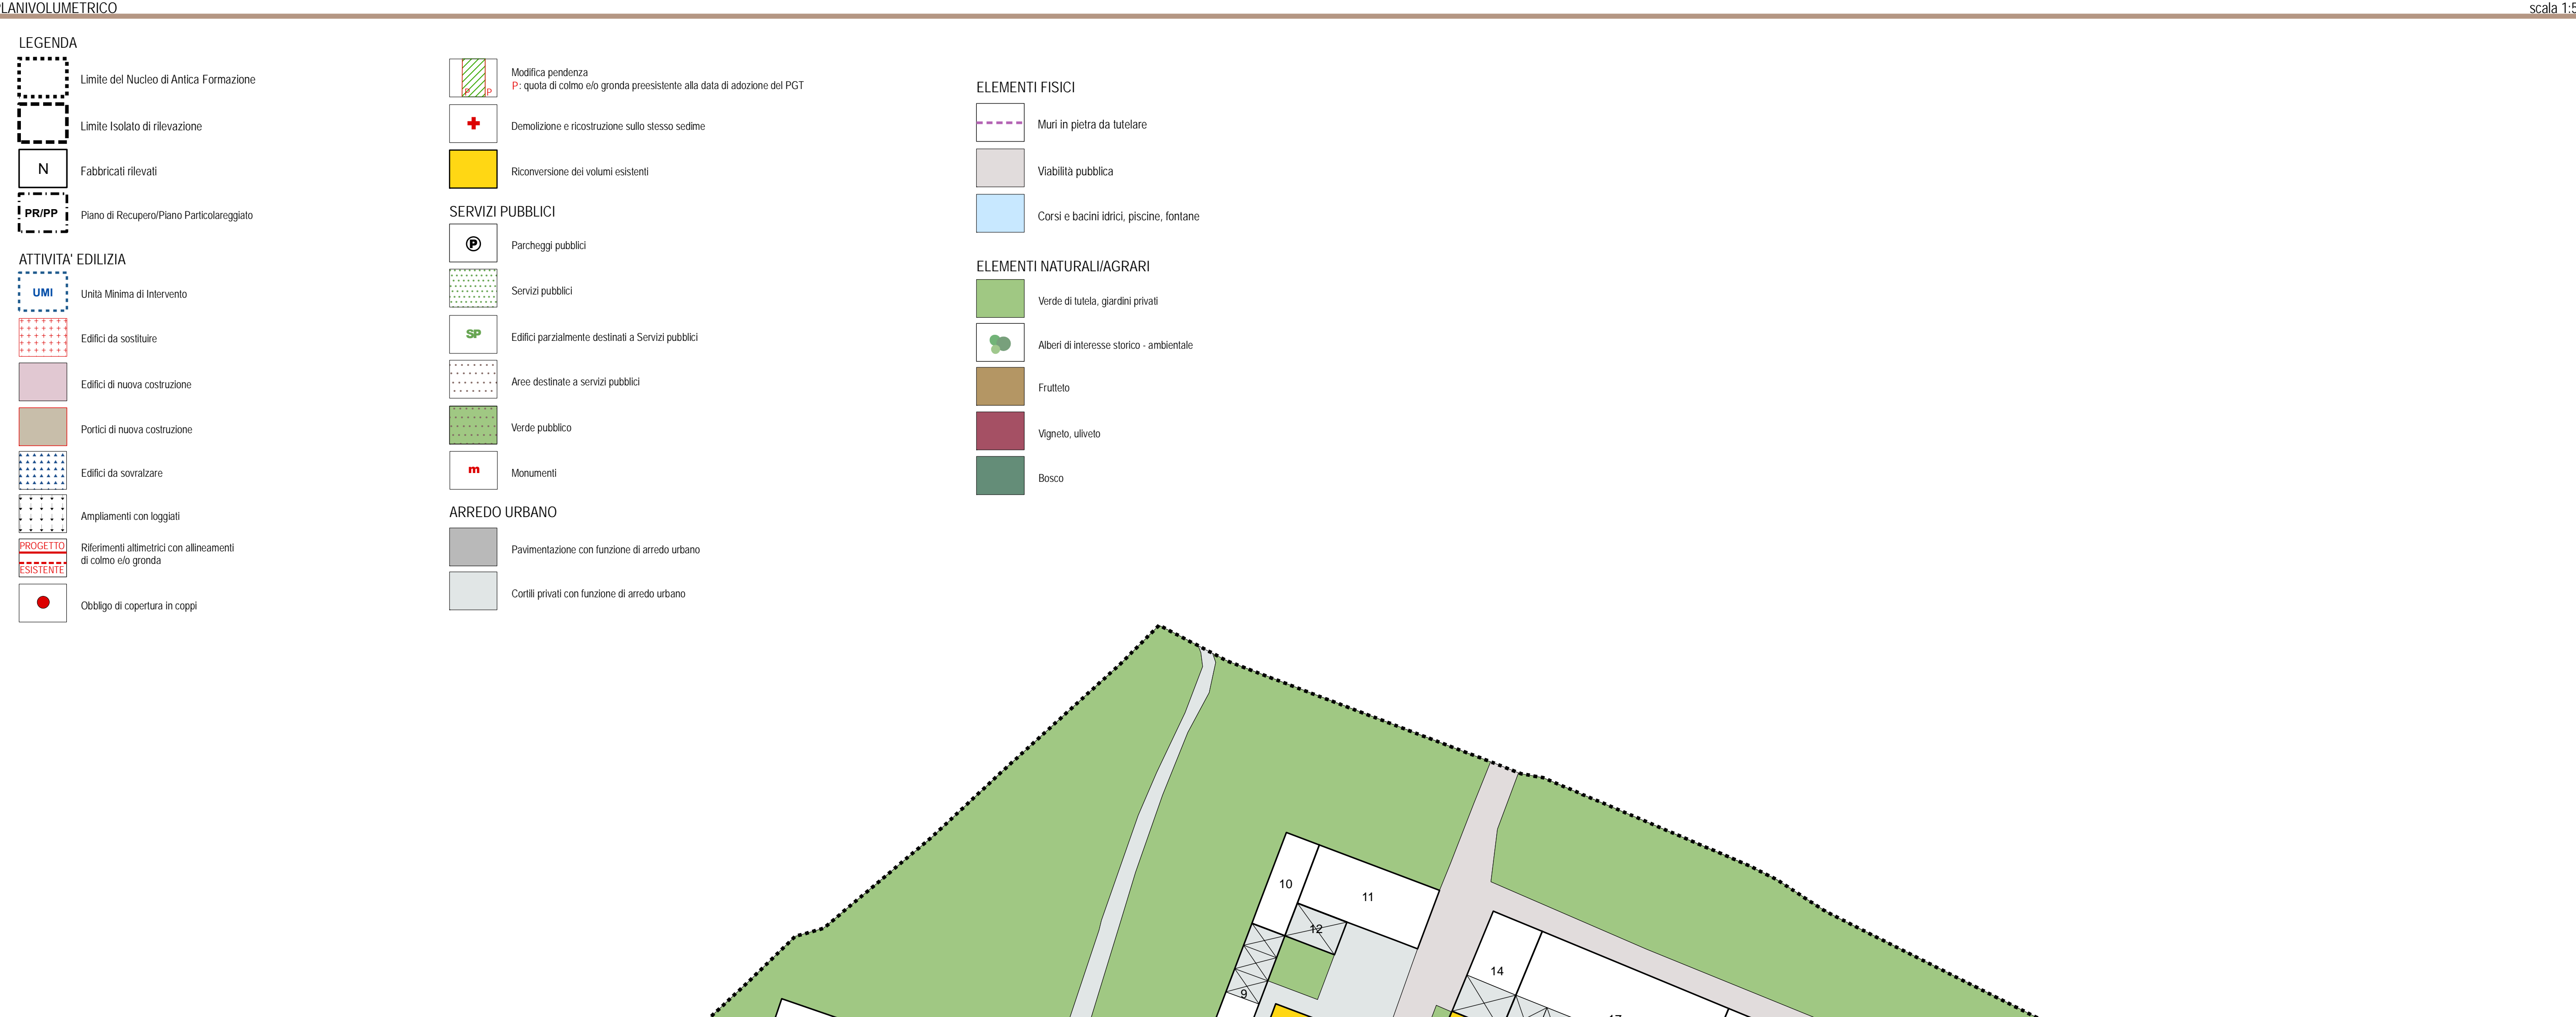 LANIVOLUMETRICO
scala 1:5
LEGENDA
Limite del Nucleo di Antica Formazione
Limite Isolato di rilevazione
N
Fabbricati rilevati
PR/PP
Piano di Recupero/Piano Particolareggiato
ATTIVITA' EDILIZIA
UMI
Unità Minima di Intervento
Edifici da sostituire
Edifici di nuova costruzione
Portici di nuova costruzione
Edifici da sovralzare
Ampliamenti con loggiati
PROGETTO
ESISTENTE
Riferimenti altimetrici con allineamenti
di colmo e/o gronda
Obbligo di copertura in coppi
P P
Modifica pendenza
P: quota di colmo e/o gronda preesistente alla data di adozione del PGT
Demolizione e ricostruzione sullo stesso sedime
Riconversione dei volumi esistenti
SERVIZI PUBBLICI
P
Parcheggi pubblici
Servizi pubblici
SP
Edifici parzialmente destinati a Servizi pubblici
Aree destinate a servizi pubblici
Verde pubblico
m
Monumenti
ARREDO URBANO
Pavimentazione con funzione di arredo urbano
Cortili privati con funzione di arredo urbano
ELEMENTI FISICI
Muri in pietra da tutelare
Viabilità pubblica
Corsi e bacini idrici, piscine, fontane
ELEMENTI NATURALI/AGRARI
Verde di tutela, giardini privati
Alberi di interesse storico - ambientale
Frutteto
Vigneto, uliveto
Bosco
10
11
12
14
9